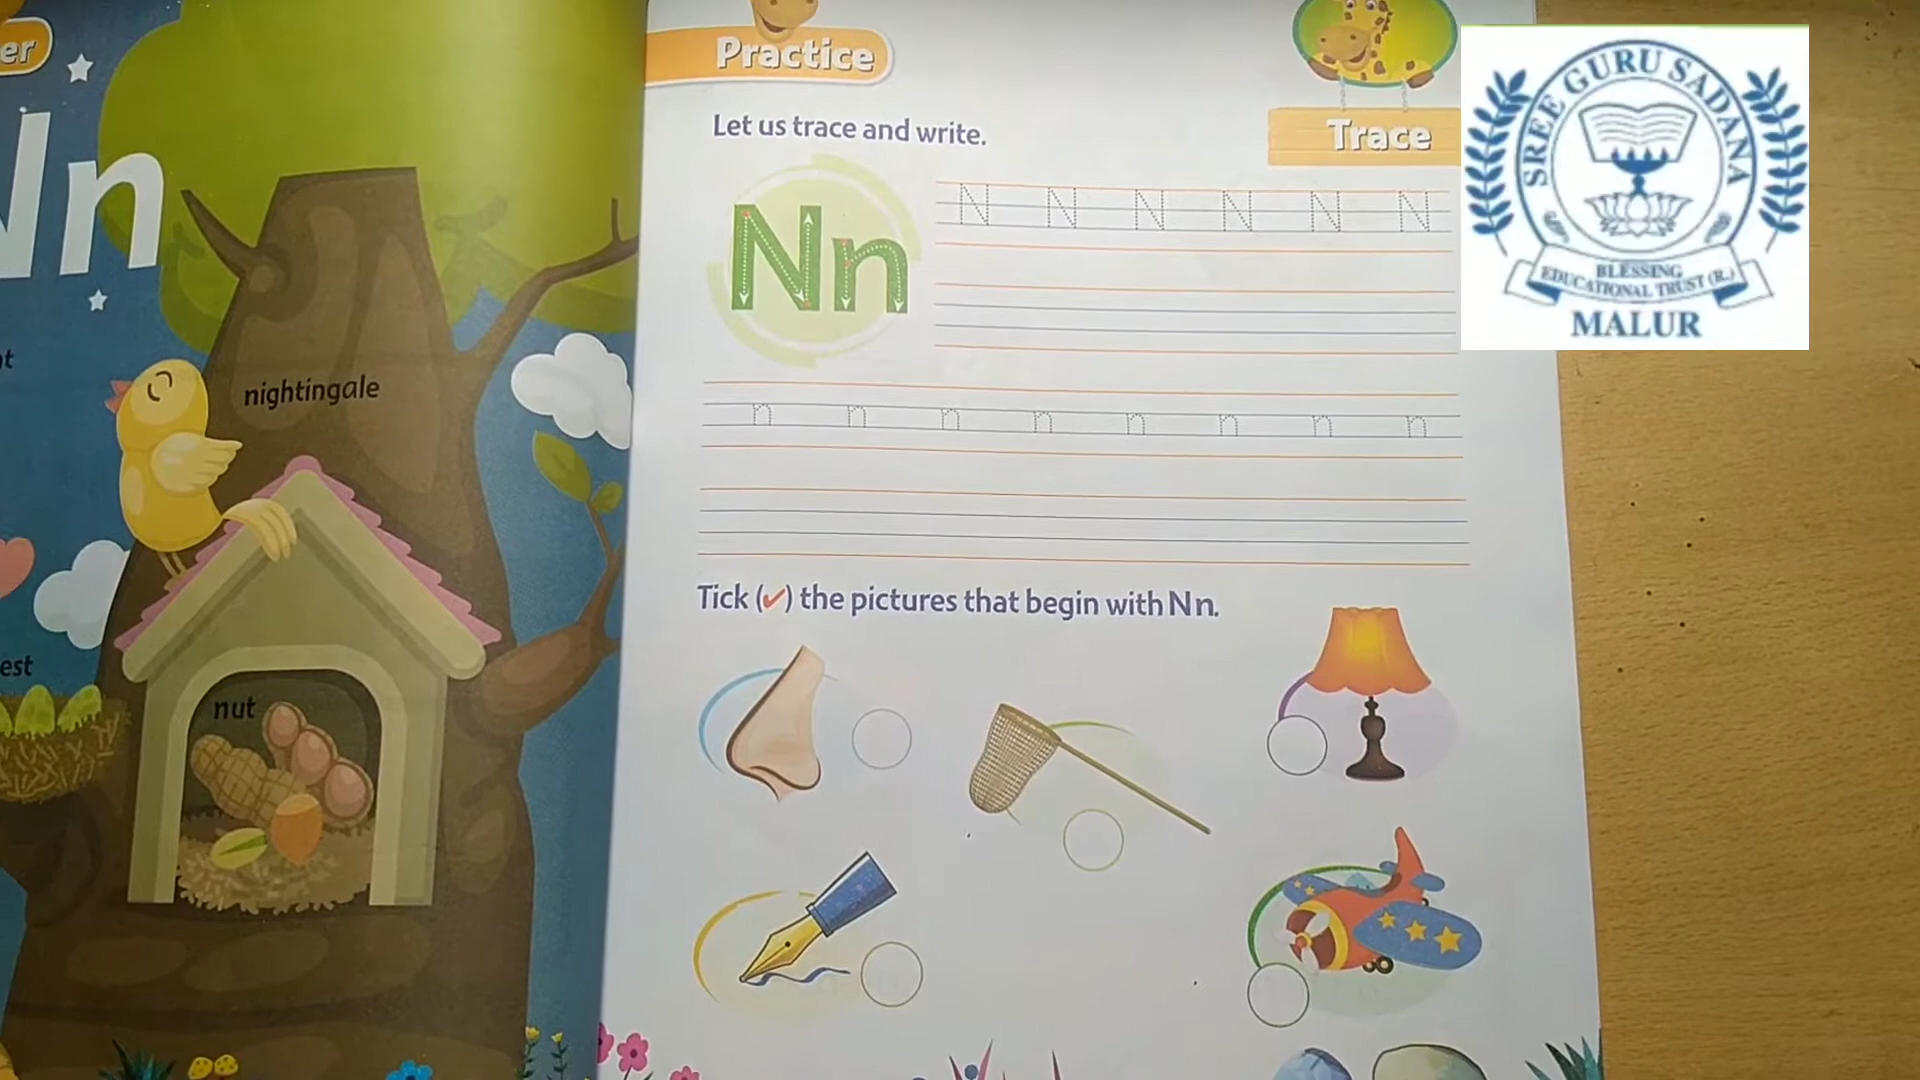 er
Nn
nightingale
nut
est
Practice
Let us trace and write.
Trace
Nn
N N N N N N
n n n n n n n n
Tick (✔) the pictures that begin with Nn.
SREE GURU SADANA
BLESSING
EDUCATIONAL TRUST (R.)
MALUR